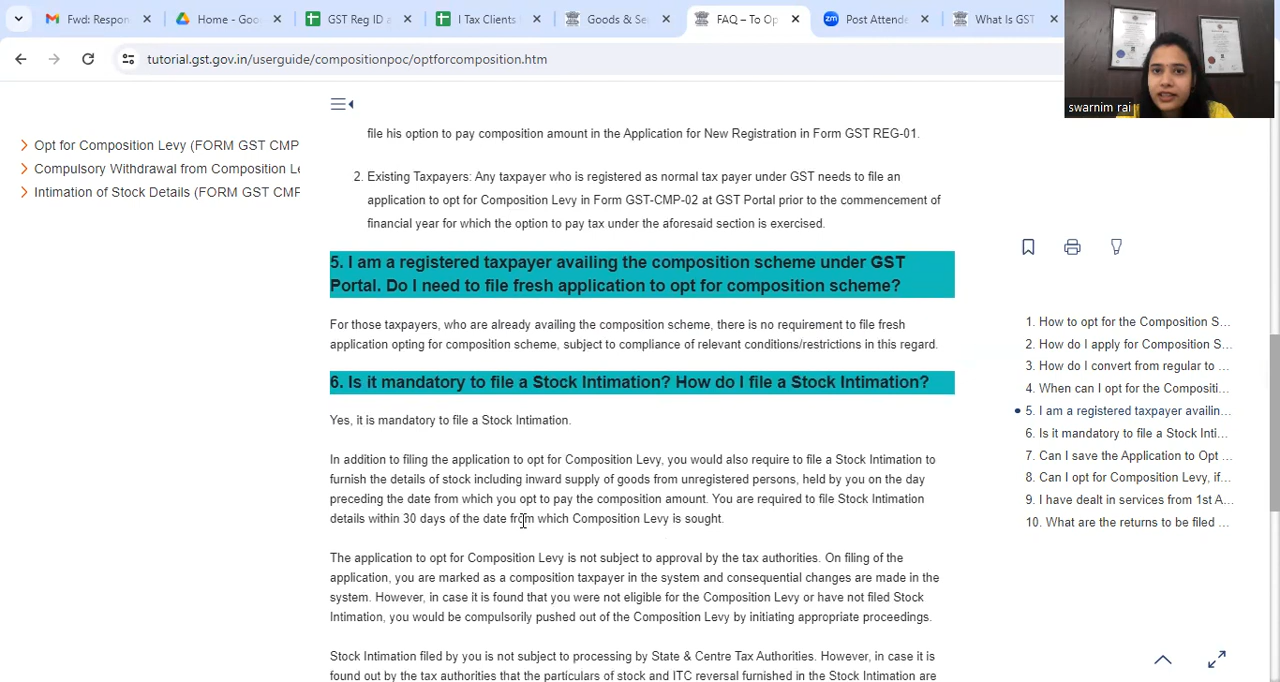 Fwd: Respon
Home - Goo
GST Reg ID a
I Tax Clients
Goods & Se
FAQ – To Op
Post Attende
What Is GST
tutorial.gst.gov.in/userguide/compositionpoc/optforcomposition.htm
swarnim rai
Opt for Composition Levy (FORM GST CMP
Compulsory Withdrawal from Composition Le
Intimation of Stock Details (FORM GST CMP
file his option to pay composition amount in the Application for New Registration in Form GST REG-01.
2. Existing Taxpayers: Any taxpayer who is registered as normal tax payer under GST needs to file an
application to opt for Composition Levy in Form GST-CMP-02 at GST Portal prior to the commencement of
financial year for which the option to pay tax under the aforesaid section is exercised.
5. I am a registered taxpayer availing the composition scheme under GST
Portal. Do I need to file fresh application to opt for composition scheme?
For those taxpayers, who are already availing the composition scheme, there is no requirement to file fresh
application opting for composition scheme, subject to compliance of relevant conditions/restrictions in this regard.
6. Is it mandatory to file a Stock Intimation? How do I file a Stock Intimation?
Yes, it is mandatory to file a Stock Intimation.
In addition to filing the application to opt for Composition Levy, you would also require to file a Stock Intimation to
furnish the details of stock including inward supply of goods from unregistered persons, held by you on the day
preceding the date from which you opt to pay the composition amount. You are required to file Stock Intimation
details within 30 days of the date from which Composition Levy is sought.
The application to opt for Composition Levy is not subject to approval by the tax authorities. On filing of the
application, you are marked as a composition taxpayer in the system and consequential changes are made in the
system. However, in case it is found that you were not eligible for the Composition Levy or have not filed Stock
Intimation, you would be compulsorily pushed out of the Composition Levy by initiating appropriate proceedings.
Stock Intimation filed by you is not subject to processing by State & Centre Tax Authorities. However, in case it is
found out by the tax authorities that the particulars of stock and ITC reversal furnished in the Stock Intimation are
1. How to opt for the Composition S...
2. How do I apply for Composition S...
3. How do I convert from regular to ...
4. When can I opt for the Compositi...
5. I am a registered taxpayer availin...
6. Is it mandatory to file a Stock Inti...
7. Can I save the Application to Opt ...
8. Can I opt for Composition Levy, if...
9. I have dealt in services from 1st A...
10. What are the returns to be filed ...